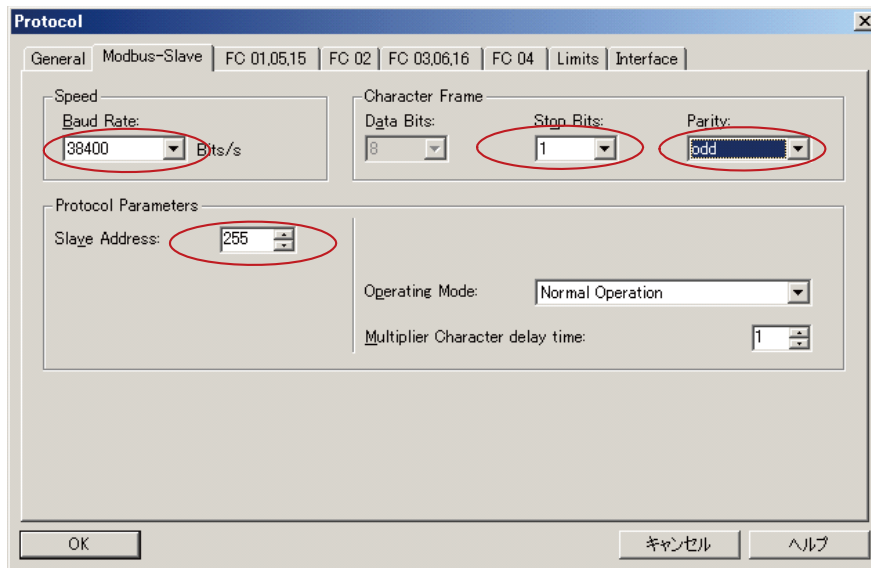 Protocol
General Modbus-Slave FC 01,05,15 FC 02 FC 03,06,16 FC 04 Limits Interface
Speed
Baud Rate:
38400 Bits/s
Character Frame
Data Bits: Stop Bits: Parity:
8 1 odd
Protocol Parameters
Slave Address: 255
Operating Mode: Normal Operation
Multiplier Character delay time: 1
OK キャンセル ヘルプ